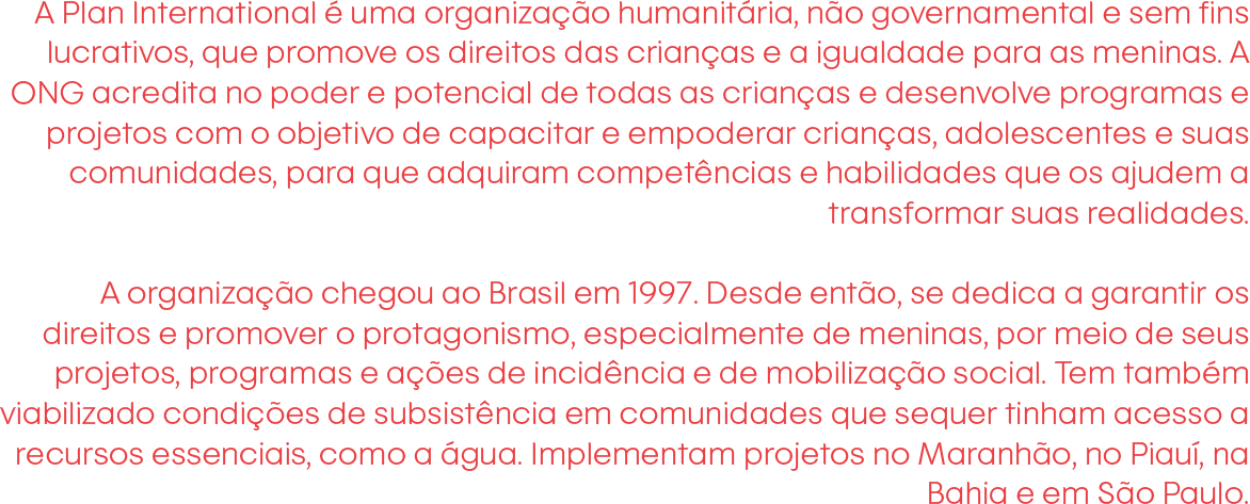 A Plan International é uma organização humanitária, não governamental e sem fins
lucrativos, que promove os direitos das crianças e a igualdade para as meninas. A
ONG acredita no poder e potencial de todas as crianças e desenvolve programas e
projetos com o objetivo de capacitar e empoderar crianças, adolescentes e suas
comunidades, para que adquiram competências e habilidades que os ajudem a
transformar suas realidades.
A organização chegou ao Brasil em 1997. Desde então, se dedica a garantir os
direitos e promover o protagonismo, especialmente de meninas, por meio de seus
projetos, programas e ações de incidência e de mobilização social. Tem também
viabilizado condições de subsistência em comunidades que sequer tinham acesso a
recursos essenciais, como a água. Implementam projetos no Maranhão, no Piauí, na
Bahia e em São Paulo.